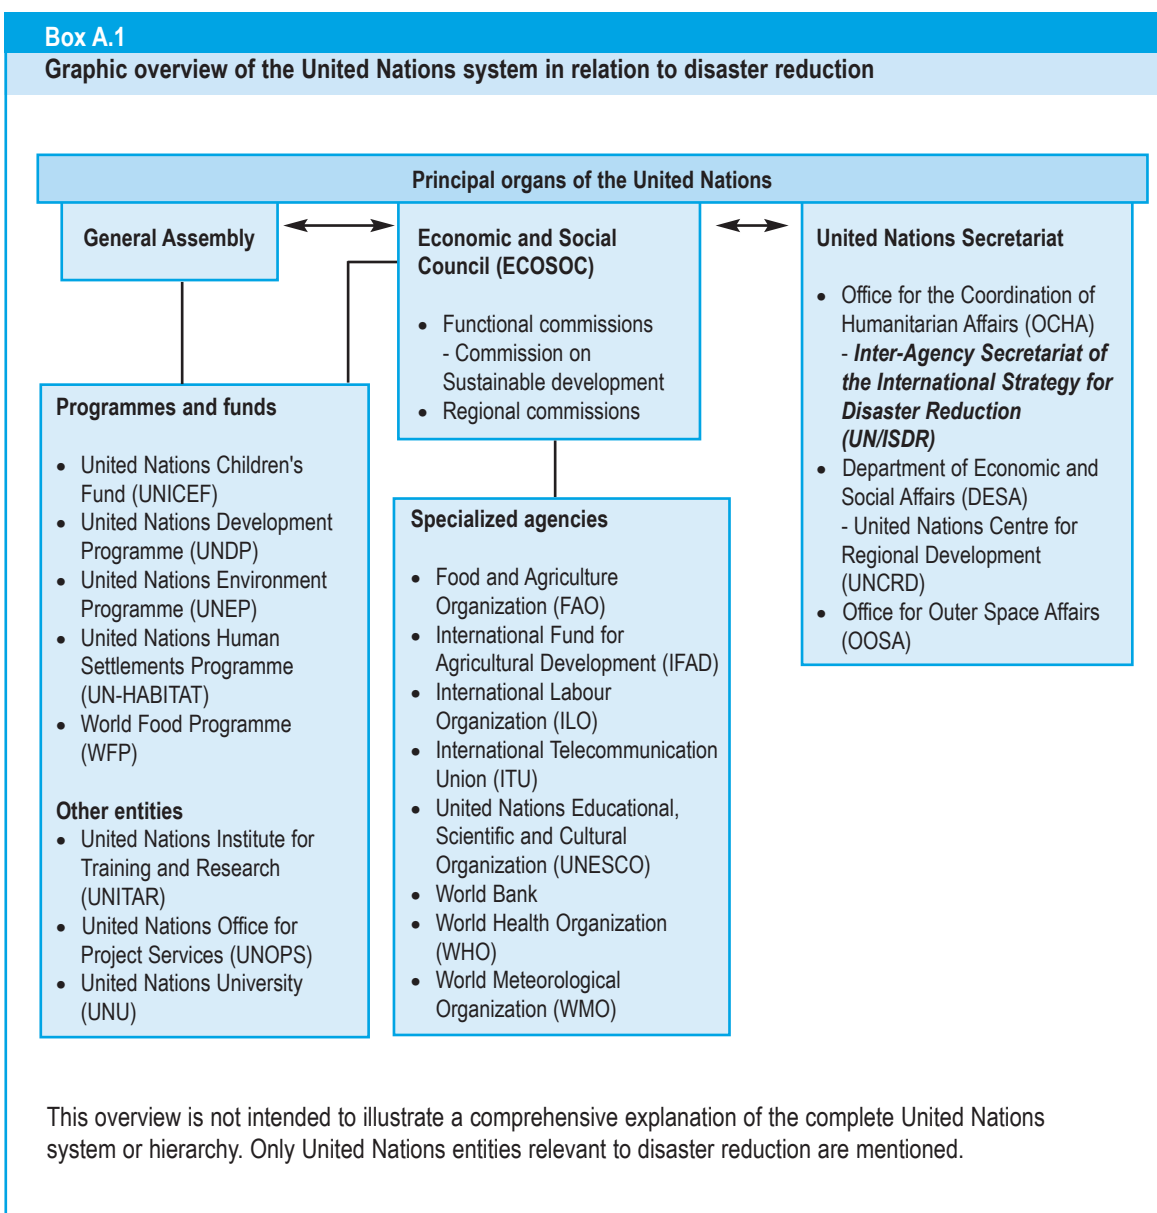 Box A.1
Graphic overview of the United Nations system in relation to disaster reduction
Principal organs of the United Nations
General Assembly
Economic and Social
Council (ECOSOC)
• Functional commissions
- Commission on
Sustainable development
• Regional commissions
United Nations Secretariat
• Office for the Coordination of
Humanitarian Affairs (OCHA)
- Inter-Agency Secretariat of
the International Strategy for
Disaster Reduction
(UN/ISDR)
• Department of Economic and
Social Affairs (DESA)
- United Nations Centre for
Regional Development
(UNCRD)
• Office for Outer Space Affairs
(OOSA)
Programmes and funds
• United Nations Children's
Fund (UNICEF)
• United Nations Development
Programme (UNDP)
• United Nations Environment
Programme (UNEP)
• United Nations Human
Settlements Programme
(UN-HABITAT)
• World Food Programme
(WFP)
Other entities
• United Nations Institute for
Training and Research
(UNITAR)
• United Nations Office for
Project Services (UNOPS)
• United Nations University
(UNU)
Specialized agencies
• Food and Agriculture
Organization (FAO)
• International Fund for
Agricultural Development (IFAD)
• International Labour
Organization (ILO)
• International Telecommunication
Union (ITU)
• United Nations Educational,
Scientific and Cultural
Organization (UNESCO)
• World Bank
• World Health Organization
(WHO)
• World Meteorological
Organization (WMO)
This overview is not intended to illustrate a comprehensive explanation of the complete United Nations
system or hierarchy. Only United Nations entities relevant to disaster reduction are mentioned.